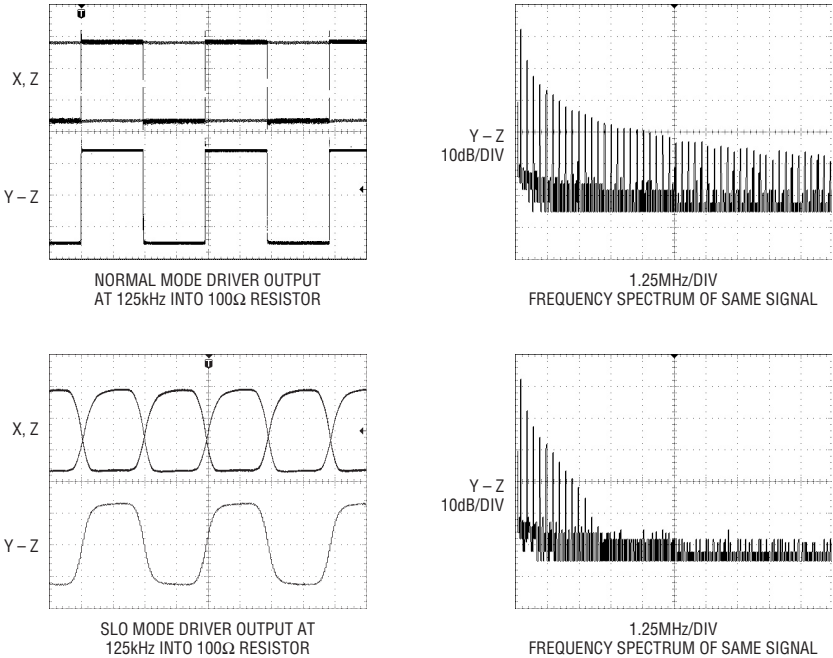 X, Z
Y – Z
NORMAL MODE DRIVER OUTPUT
AT 125kHz INTO 100Ω RESISTOR
Y – Z
10dB/DIV
1.25MHz/DIV
FREQUENCY SPECTRUM OF SAME SIGNAL
X, Z
Y – Z
SLO MODE DRIVER OUTPUT AT
125kHz INTO 100Ω RESISTOR
Y – Z
10dB/DIV
1.25MHz/DIV
FREQUENCY SPECTRUM OF SAME SIGNAL